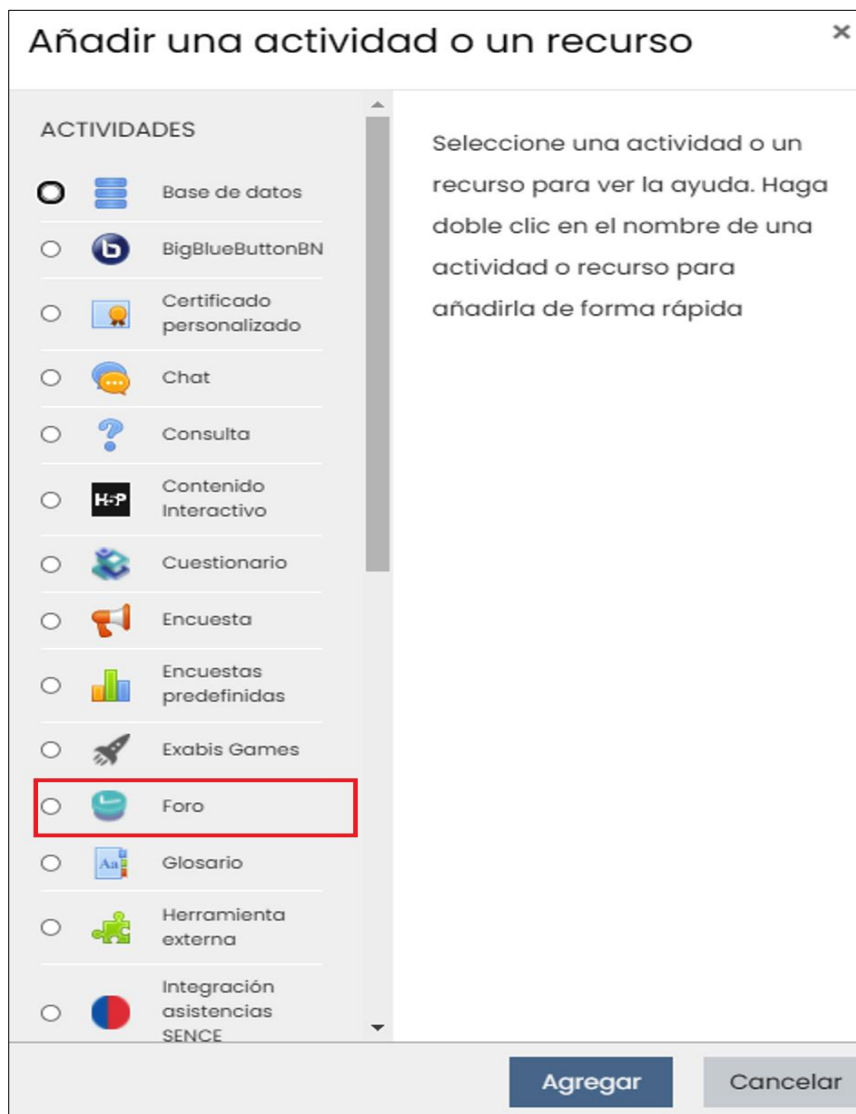 Añadir una actividad o un recurso
×
ACTIVIDADES
Base de datos
b
BigBlueButtonBN
Certificado
personalizado
Chat
?
Consulta
H5P
Contenido
Interactivo
Cuestionario
Encuesta
Encuestas
predefinidas
Exabis Games
Foro
Aa
Glosario
Herramienta
externa
Integración
asistencias
SENCE
Seleccione una actividad o un
recurso para ver la ayuda. Haga
doble clic en el nombre de una
actividad o recurso para
añadirla de forma rápida
Agregar
Cancelar